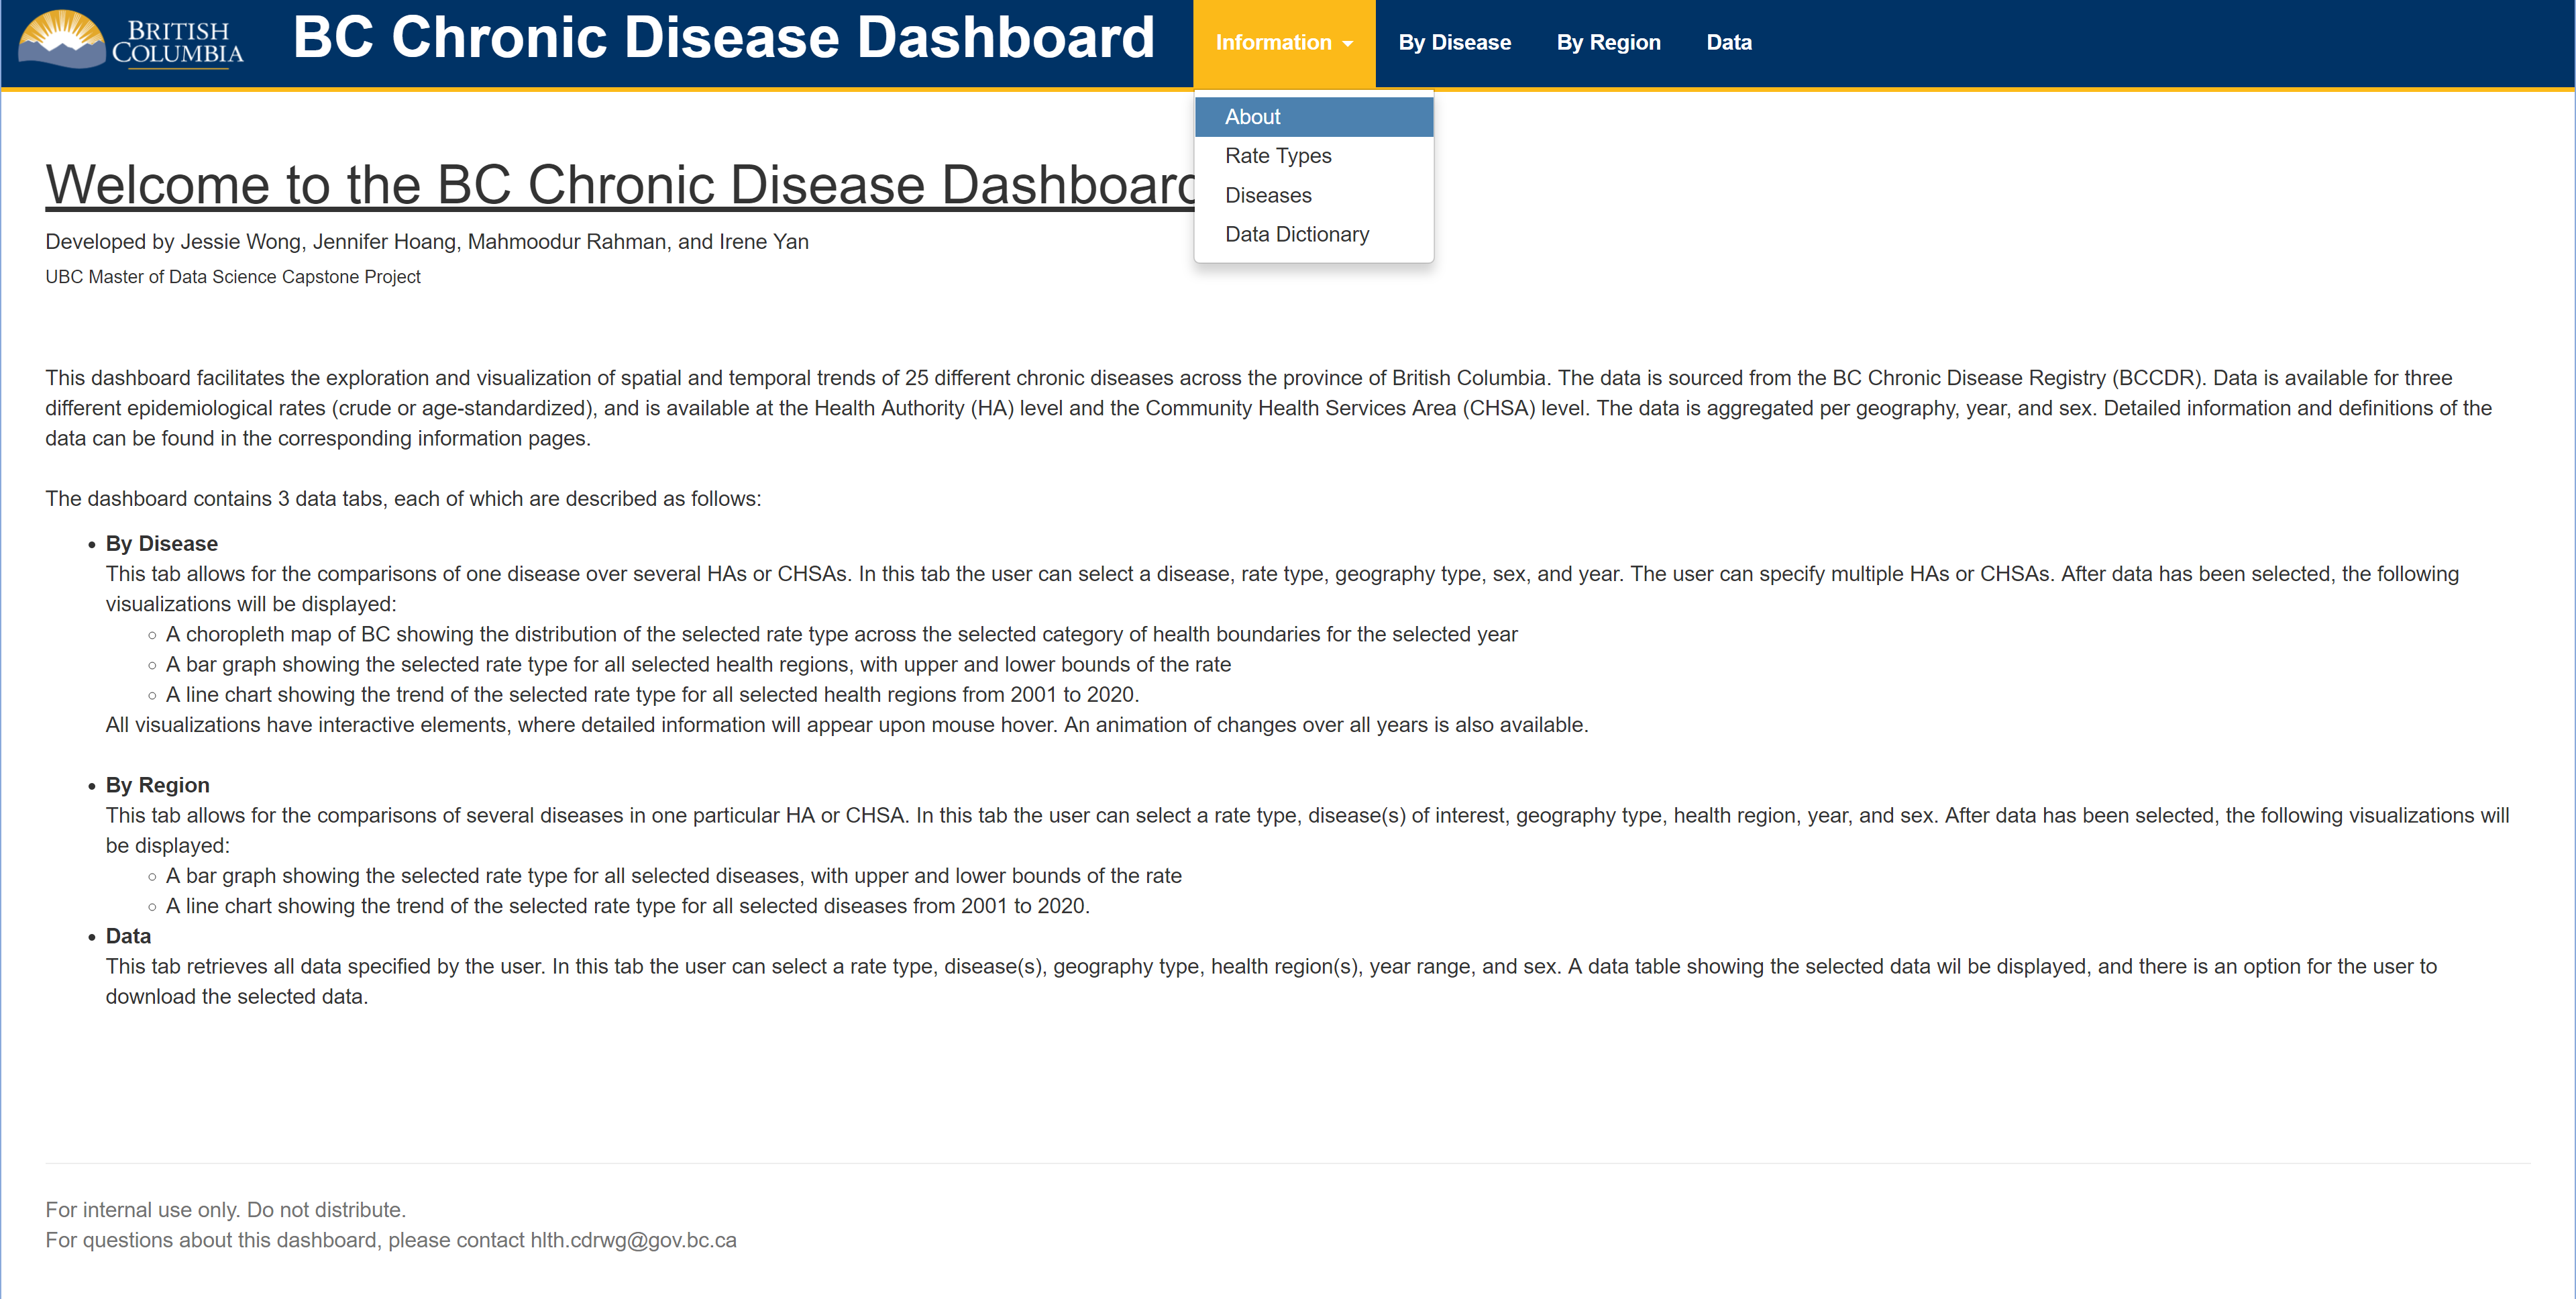 BRITISH
COLUMBIA
BC Chronic Disease Dashboard
Information
By Disease
By Region
Data
About
Rate Types
Diseases
Data Dictionary
Welcome to the BC Chronic Disease
Developed by Jessie Wong, Jennifer Hoang, Mahmoodur Rahman, and Irene Yan
UBC Master of Data Science Capstone Project
This dashboard facilitates the exploration and visualization of spatial and temporal trends of 25 different chronic diseases across the province of British Columbia. The data is sourced from the BC Chronic Disease Registry (BCCDR). Data is available for three
different epidemiological rates (crude or age-standardized), and is available at the Health Authority (HA) level and the Community Health Services Area (CHSA) level. The data is aggregated per geography, year, and sex. Detailed information and definitions of the
data can be found in the corresponding information pages.
The dashboard contains 3 data tabs, each of which are described as follows:
• By Disease
This tab allows for the comparisons of one disease over several HAs or CHSAs. In this tab the user can select a disease, rate type, geography type, sex, and year. The user can specify multiple HAs or CHSAs. After data has been selected, the following
visualizations will be displayed:
◦ A choropleth map of BC showing the distribution of the selected rate type across the selected category of health boundaries for the selected year
◦ A bar graph showing the selected rate type for all selected health regions, with upper and lower bounds of the rate
◦ A line chart showing the trend of the selected rate type for all selected health regions from 2001 to 2020.
All visualizations have interactive elements, where detailed information will appear upon mouse hover. An animation of changes over all years is also available.
• By Region
This tab allows for the comparisons of several diseases in one particular HA or CHSA. In this tab the user can select a rate type, disease(s) of interest, geography type, health region, year, and sex. After data has been selected, the following visualizations will
be displayed:
◦ A bar graph showing the selected rate type for all selected diseases, with upper and lower bounds of the rate
◦ A line chart showing the trend of the selected rate type for all selected diseases from 2001 to 2020.
• Data
This tab retrieves all data specified by the user. In this tab the user can select a rate type, disease(s), geography type, health region(s), year range, and sex. A data table showing the selected data wil be displayed, and there is an option for the user to
download the selected data.
For internal use only. Do not distribute.
For questions about this dashboard, please contact hlth.cdrwg@gov.bc.ca